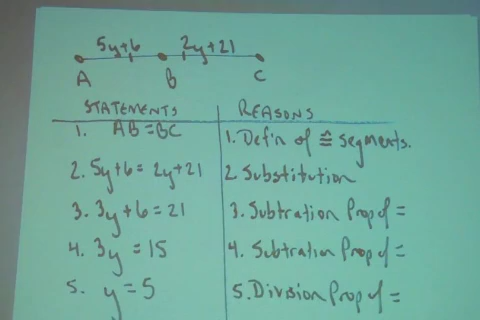 5y+6 2y+21
A B C
STATEMENTS REASONS
1. AB=BC 1. Defn of ≅ segments.
2. 5y+6= 2y+21 2 Substitution
3. 3y+6=21 3. Subtration Prop of =
4. 3y =15 4. Subtration Prop of =
5. y=5 5. Division Prop of =